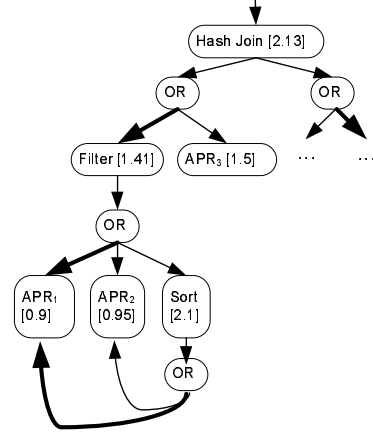 Hash Join [2.13]
OR
OR
Filter [1.41]
APR₃ [1.5]
...
...
OR
APR₁
[0.9]
APR₂
[0.95]
Sort
[2.1]
OR